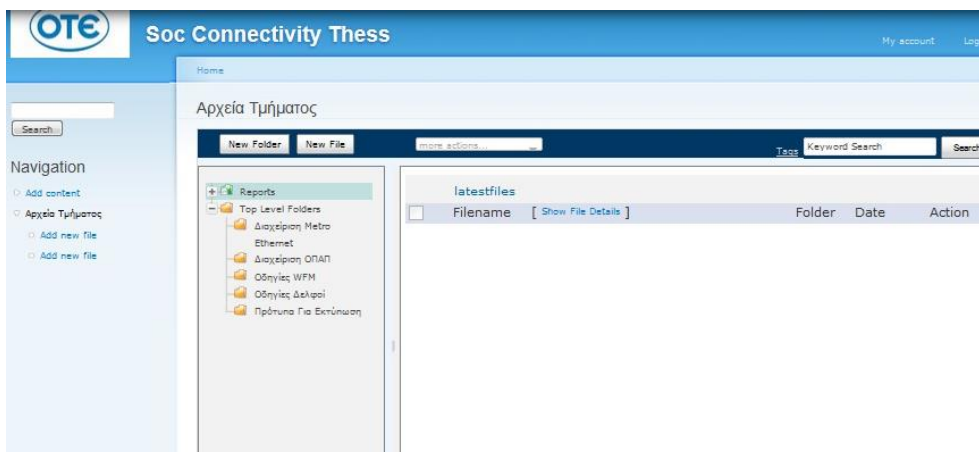 OTE
Soc Connectivity Thess
My account Log
Home
Search
Αρχεία Τμήματος
New Folder New File more actions... Tags Keyword Search Search
Navigation
Add content
Αρχεία Τμήματος
Add new file
Add new file
Reports
Top Level Folders
Διαχείριση Metro
Ethernet
Διαχείριση ΟΠΑΠ
Οδηγίες WFM
Οδηγίες Δελφοί
Πρότυπα Για Εκτύπωση
latestfiles
Filename [ Show File Details ] Folder Date Action